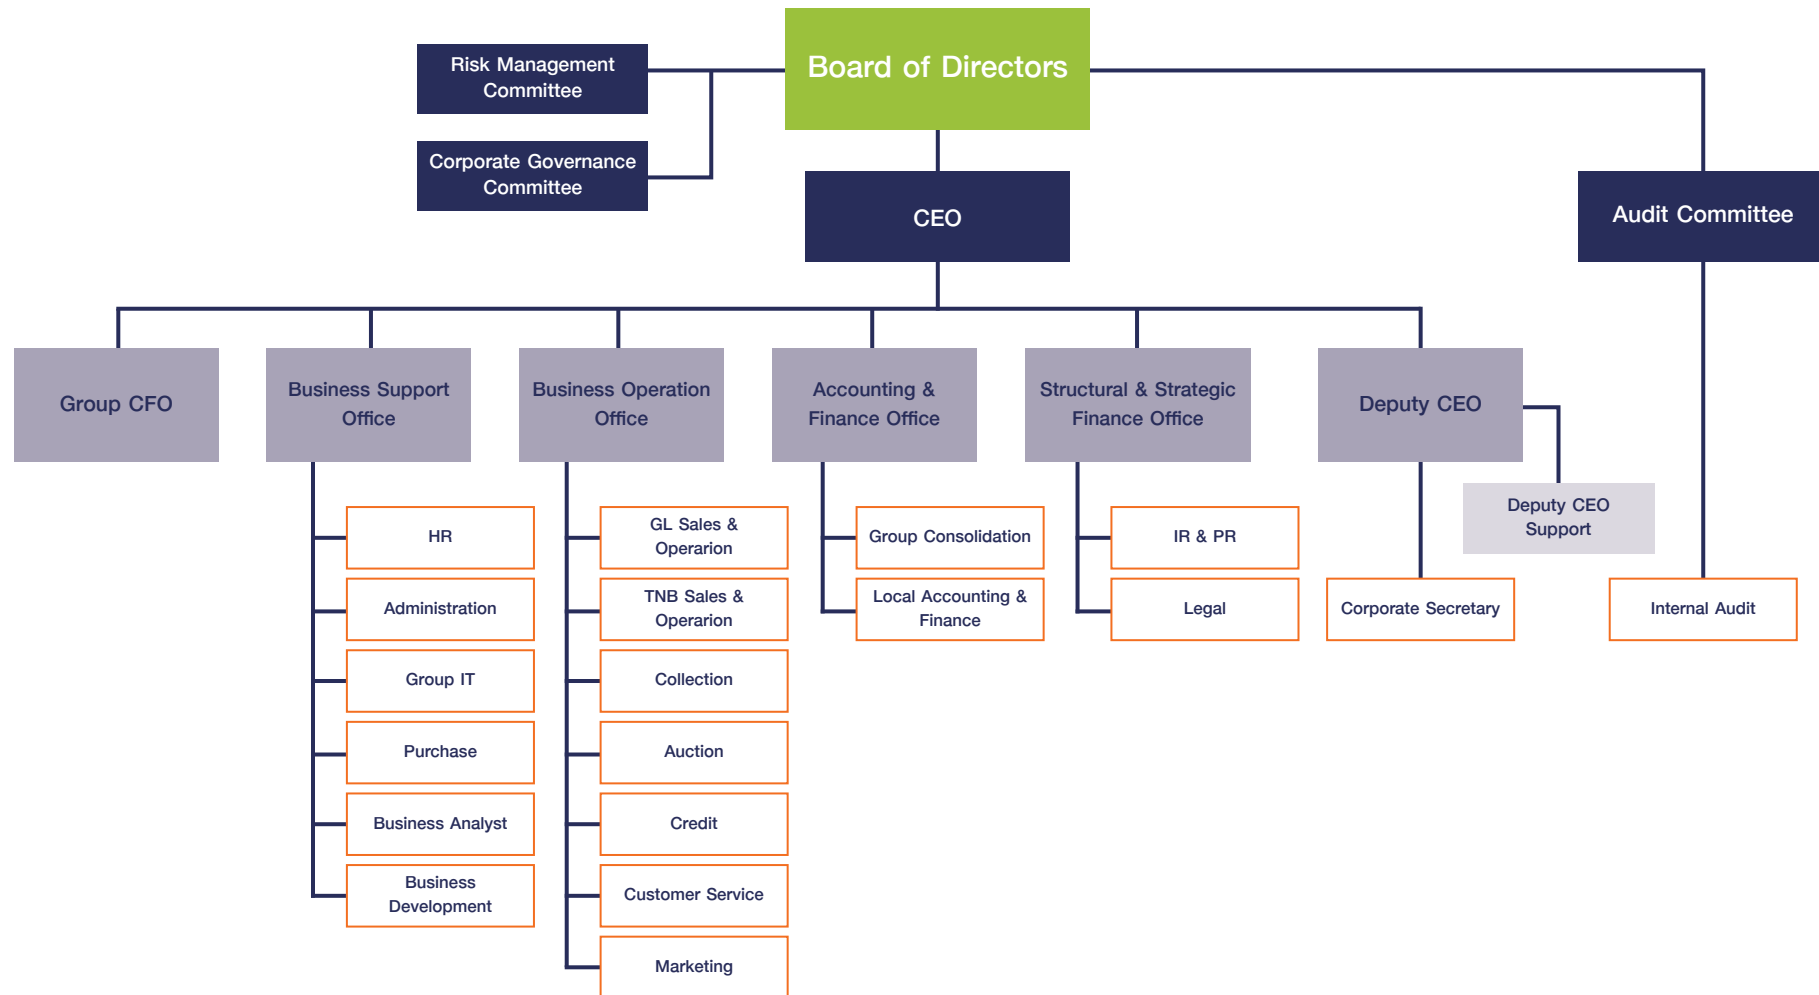 Board of Directors
Risk Management
Committee
Corporate Governance
Committee
CEO
Audit Committee
Group CFO
Business Support
Office
Business Operation
Office
Accounting &
Finance Office
Structural & Strategic
Finance Office
Deputy CEO
Deputy CEO
Support
HR
Administration
Group IT
Purchase
Business Analyst
Business
Development
GL Sales &
Operarion
TNB Sales &
Operarion
Collection
Auction
Credit
Customer Service
Marketing
Group Consolidation
Local Accounting &
Finance
IR & PR
Legal
Corporate Secretary
Internal Audit